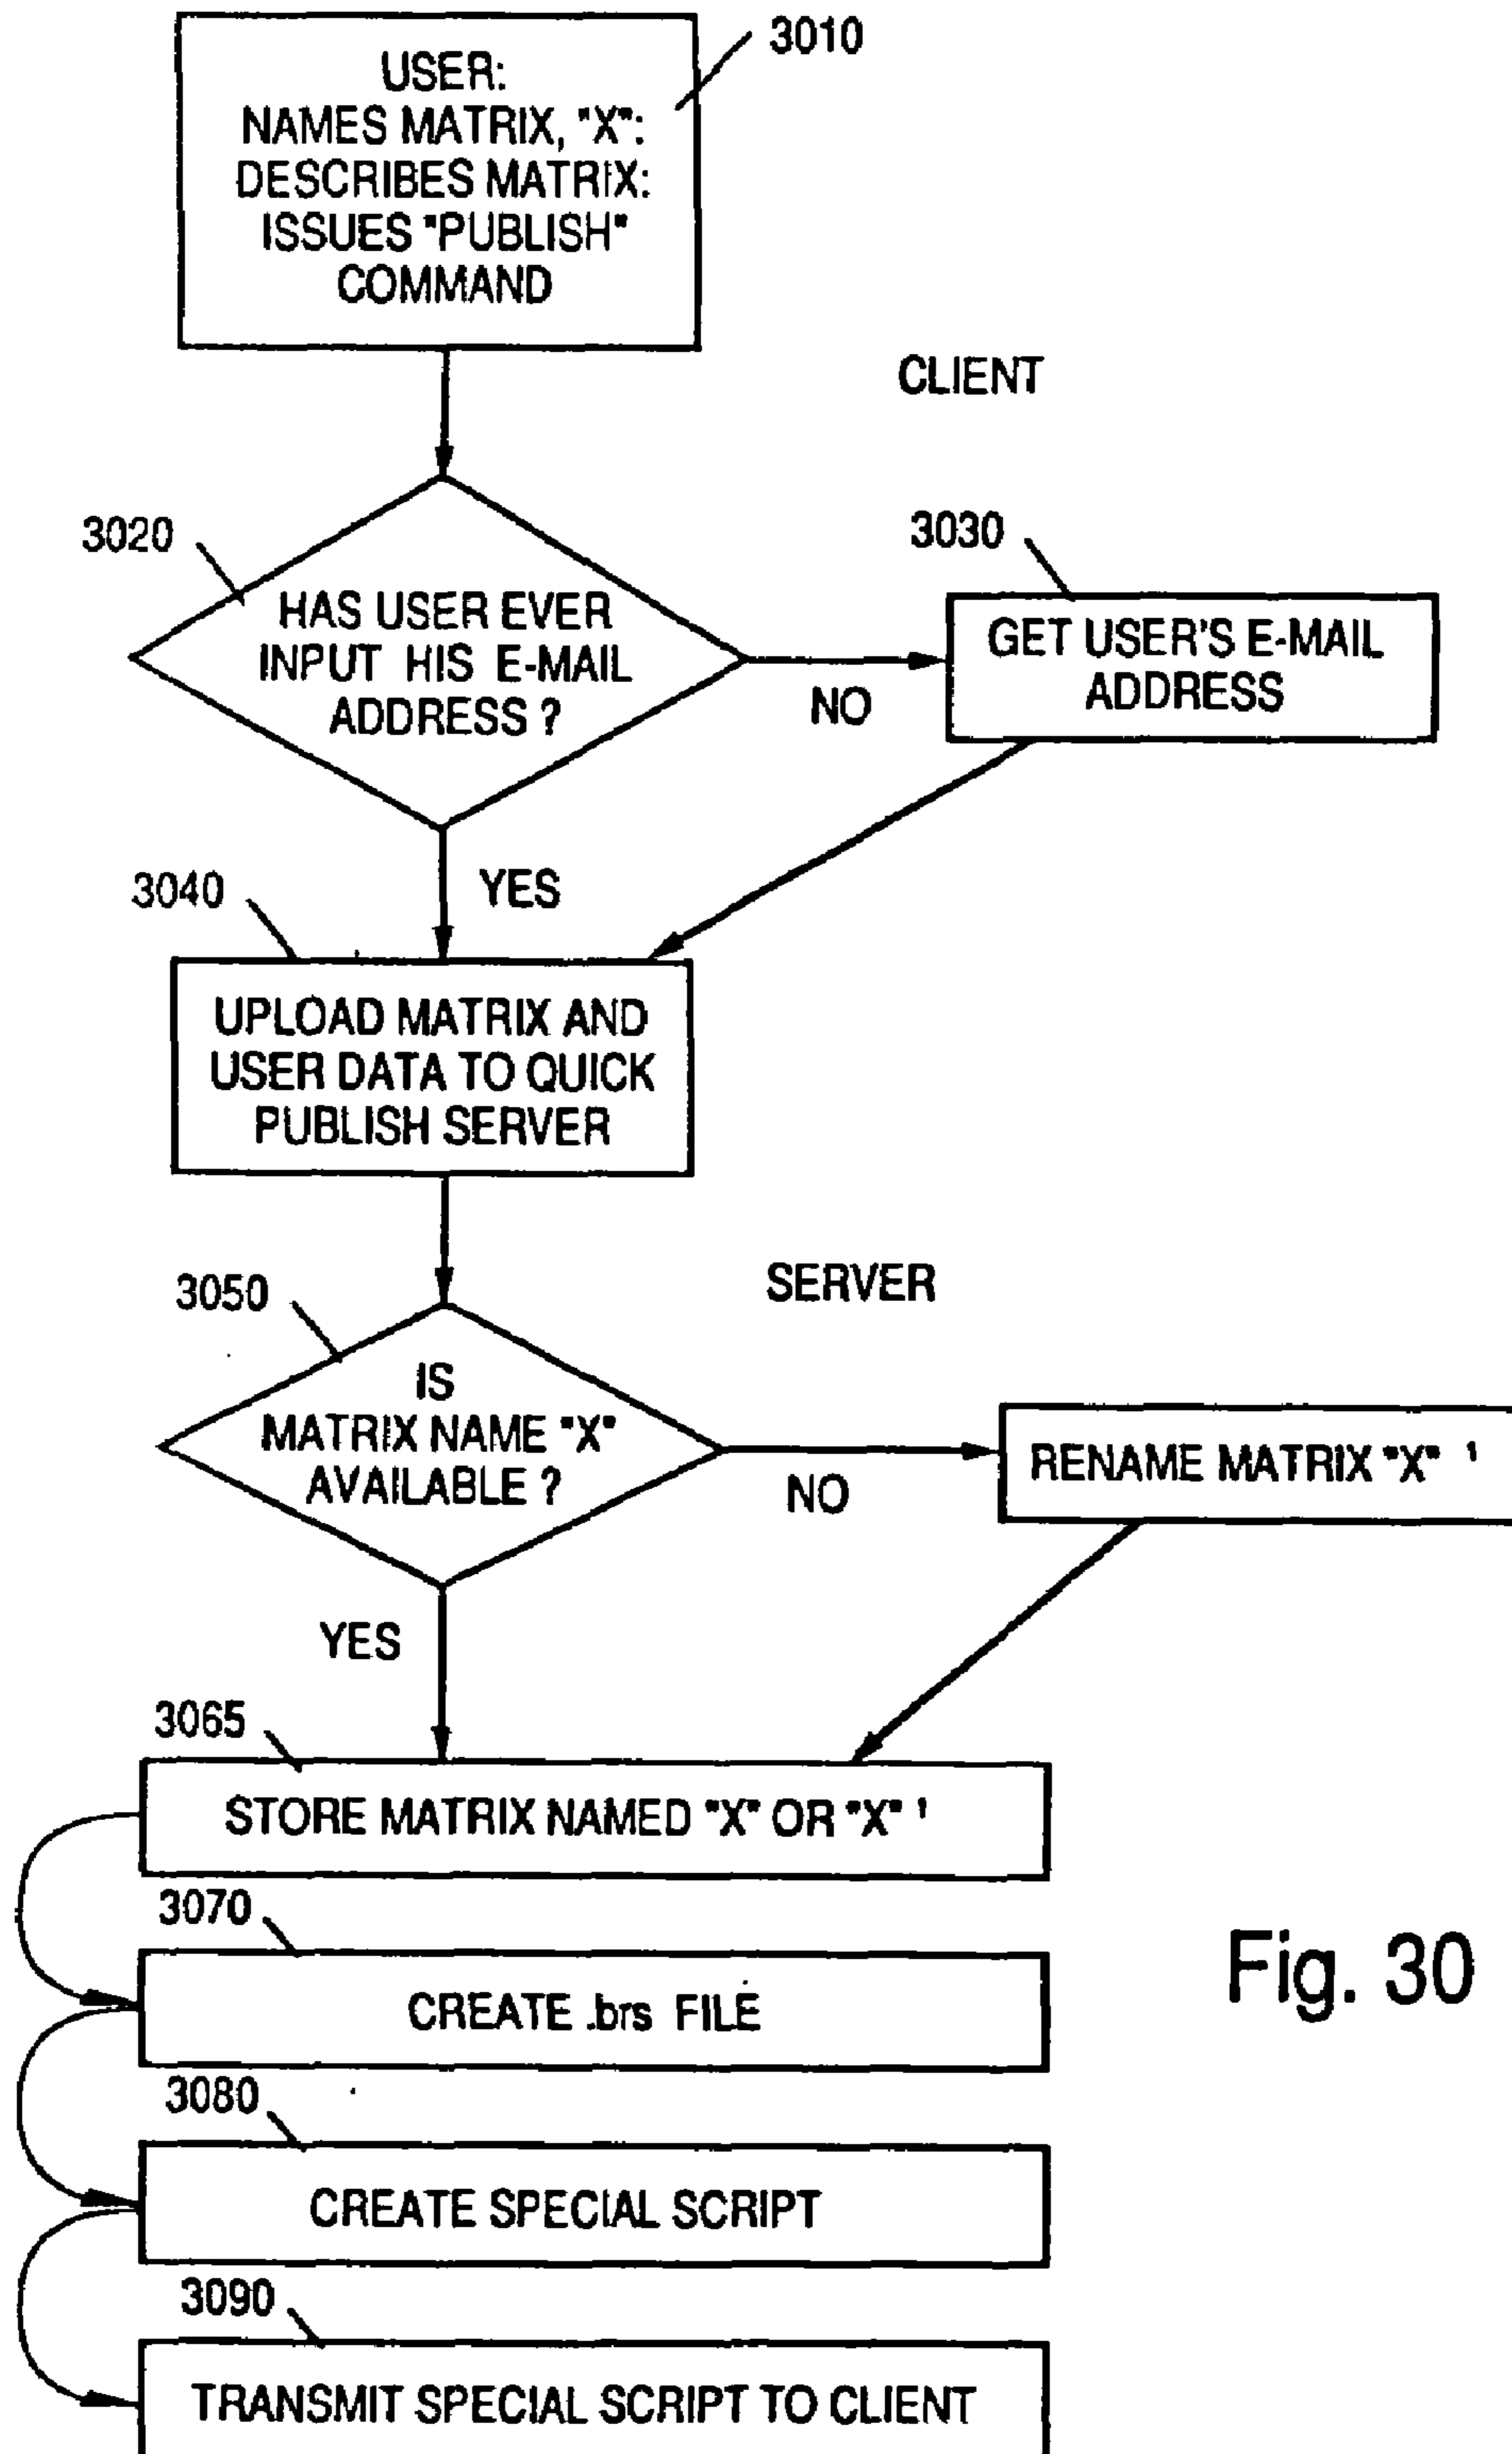 3010
USER:
NAMES MATRIX, "X":
DESCRIBES MATRIX:
ISSUES "PUBLISH"
COMMAND
CLIENT
3020
HAS USER EVER
INPUT HIS E-MAIL
ADDRESS ?
NO
3030
GET USER'S E-MAIL
ADDRESS
YES
3040
UPLOAD MATRIX AND
USER DATA TO QUICK
PUBLISH SERVER
SERVER
3050
IS
MATRIX NAME "X"
AVAILABLE ?
NO
RENAME MATRIX "X" '
YES
3065
STORE MATRIX NAMED "X" OR "X" '
3070
CREATE .brs FILE
Fig. 30
3080
CREATE SPECIAL SCRIPT
3090
TRANSMIT SPECIAL SCRIPT TO CLIENT